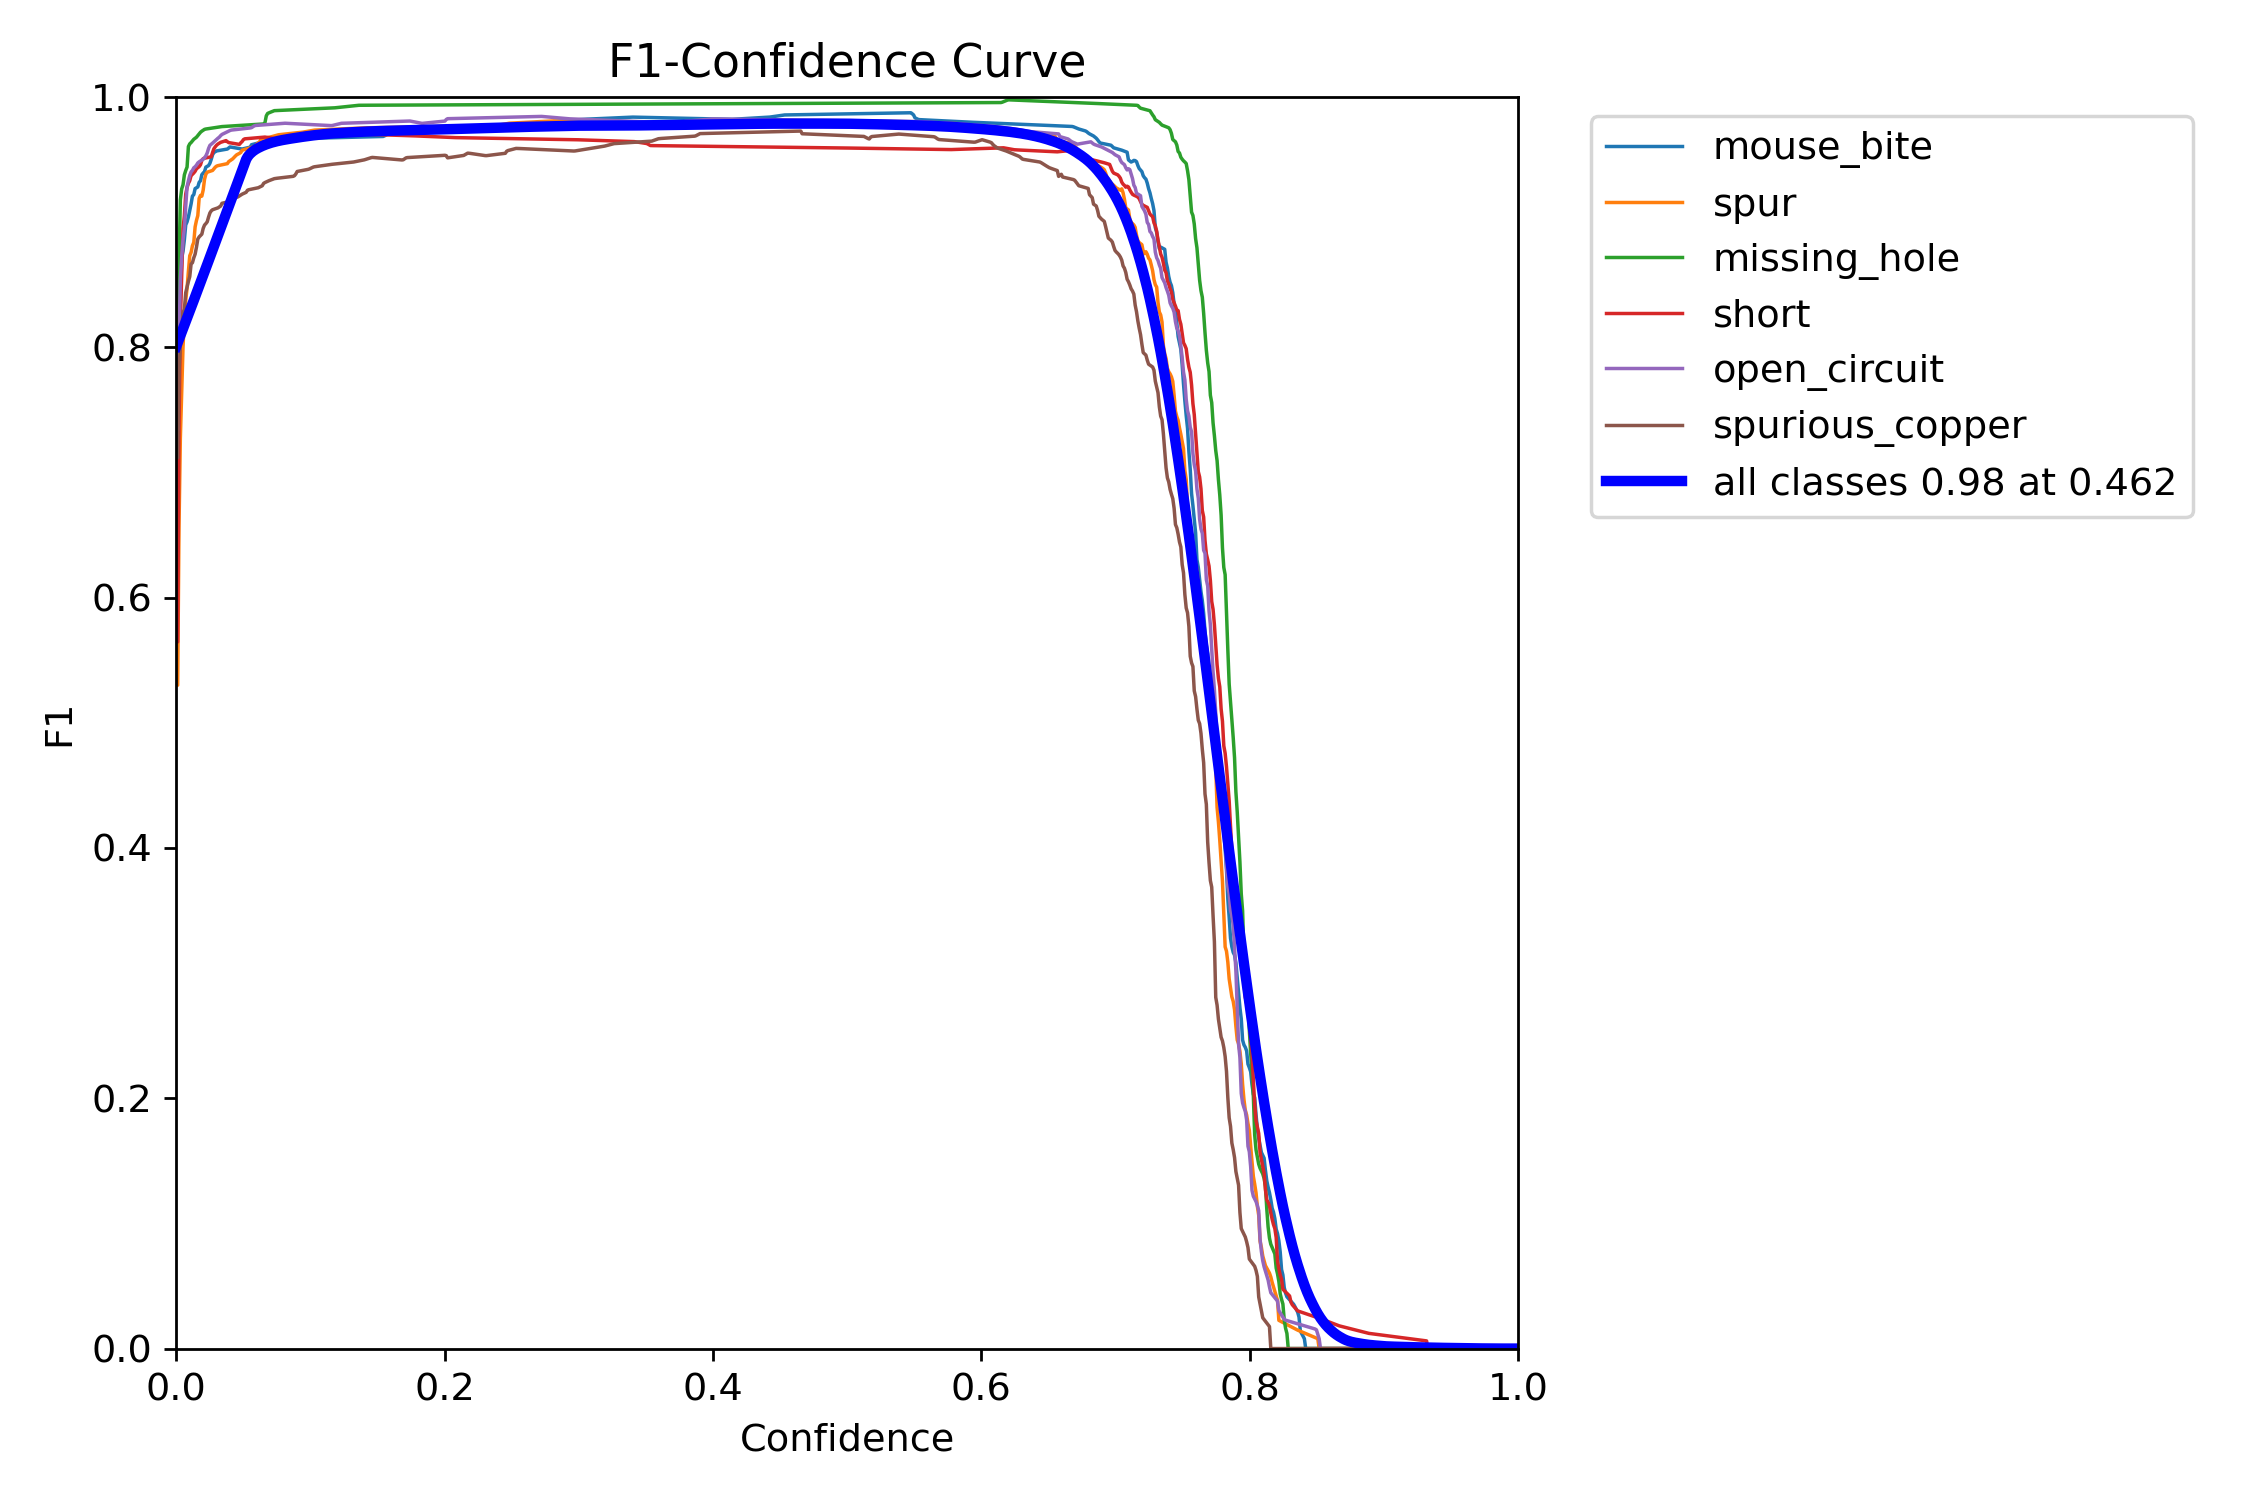 F1-Confidence Curve
1.0
0.8
0.6
0.4
0.2
0.0
F1
0.0 0.2 0.4 0.6 0.8 1.0
Confidence
mouse_bite
spur
missing_hole
short
open_circuit
spurious_copper
all classes 0.98 at 0.462